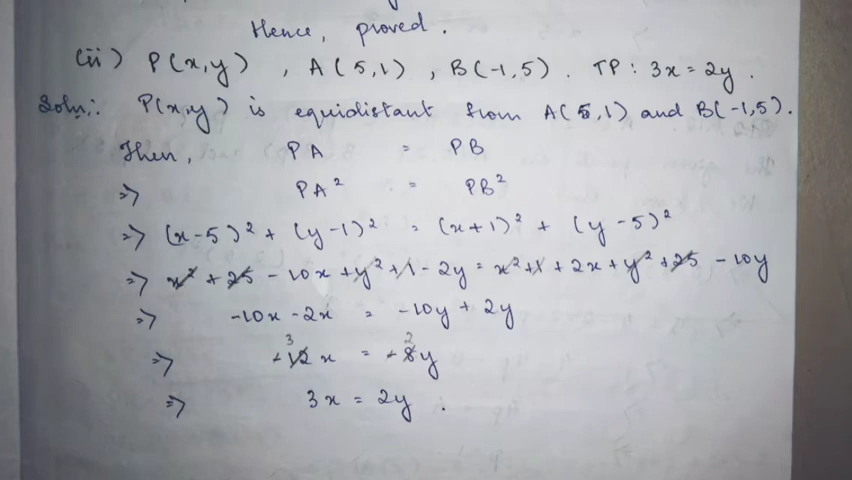 Hence, proved.
(ii) P(x,y) , A(5,1) , B(-1,5) . TP : 3x = 2y .
Soln:. P(x,y) is equidistant from A(5,1) and B(-1,5).
Then, PA = PB
=> PA² = PB²
=> (x-5)² + (y-1)² = (x+1)² + (y-5)²
=> x² + 25 - 10x + y² + 1 - 2y = x² + 1 + 2x + y² + 25 - 10y
=> -10x - 2x = -10y + 2y
3 2
=> -12x = -8y
=> 3x = 2y .